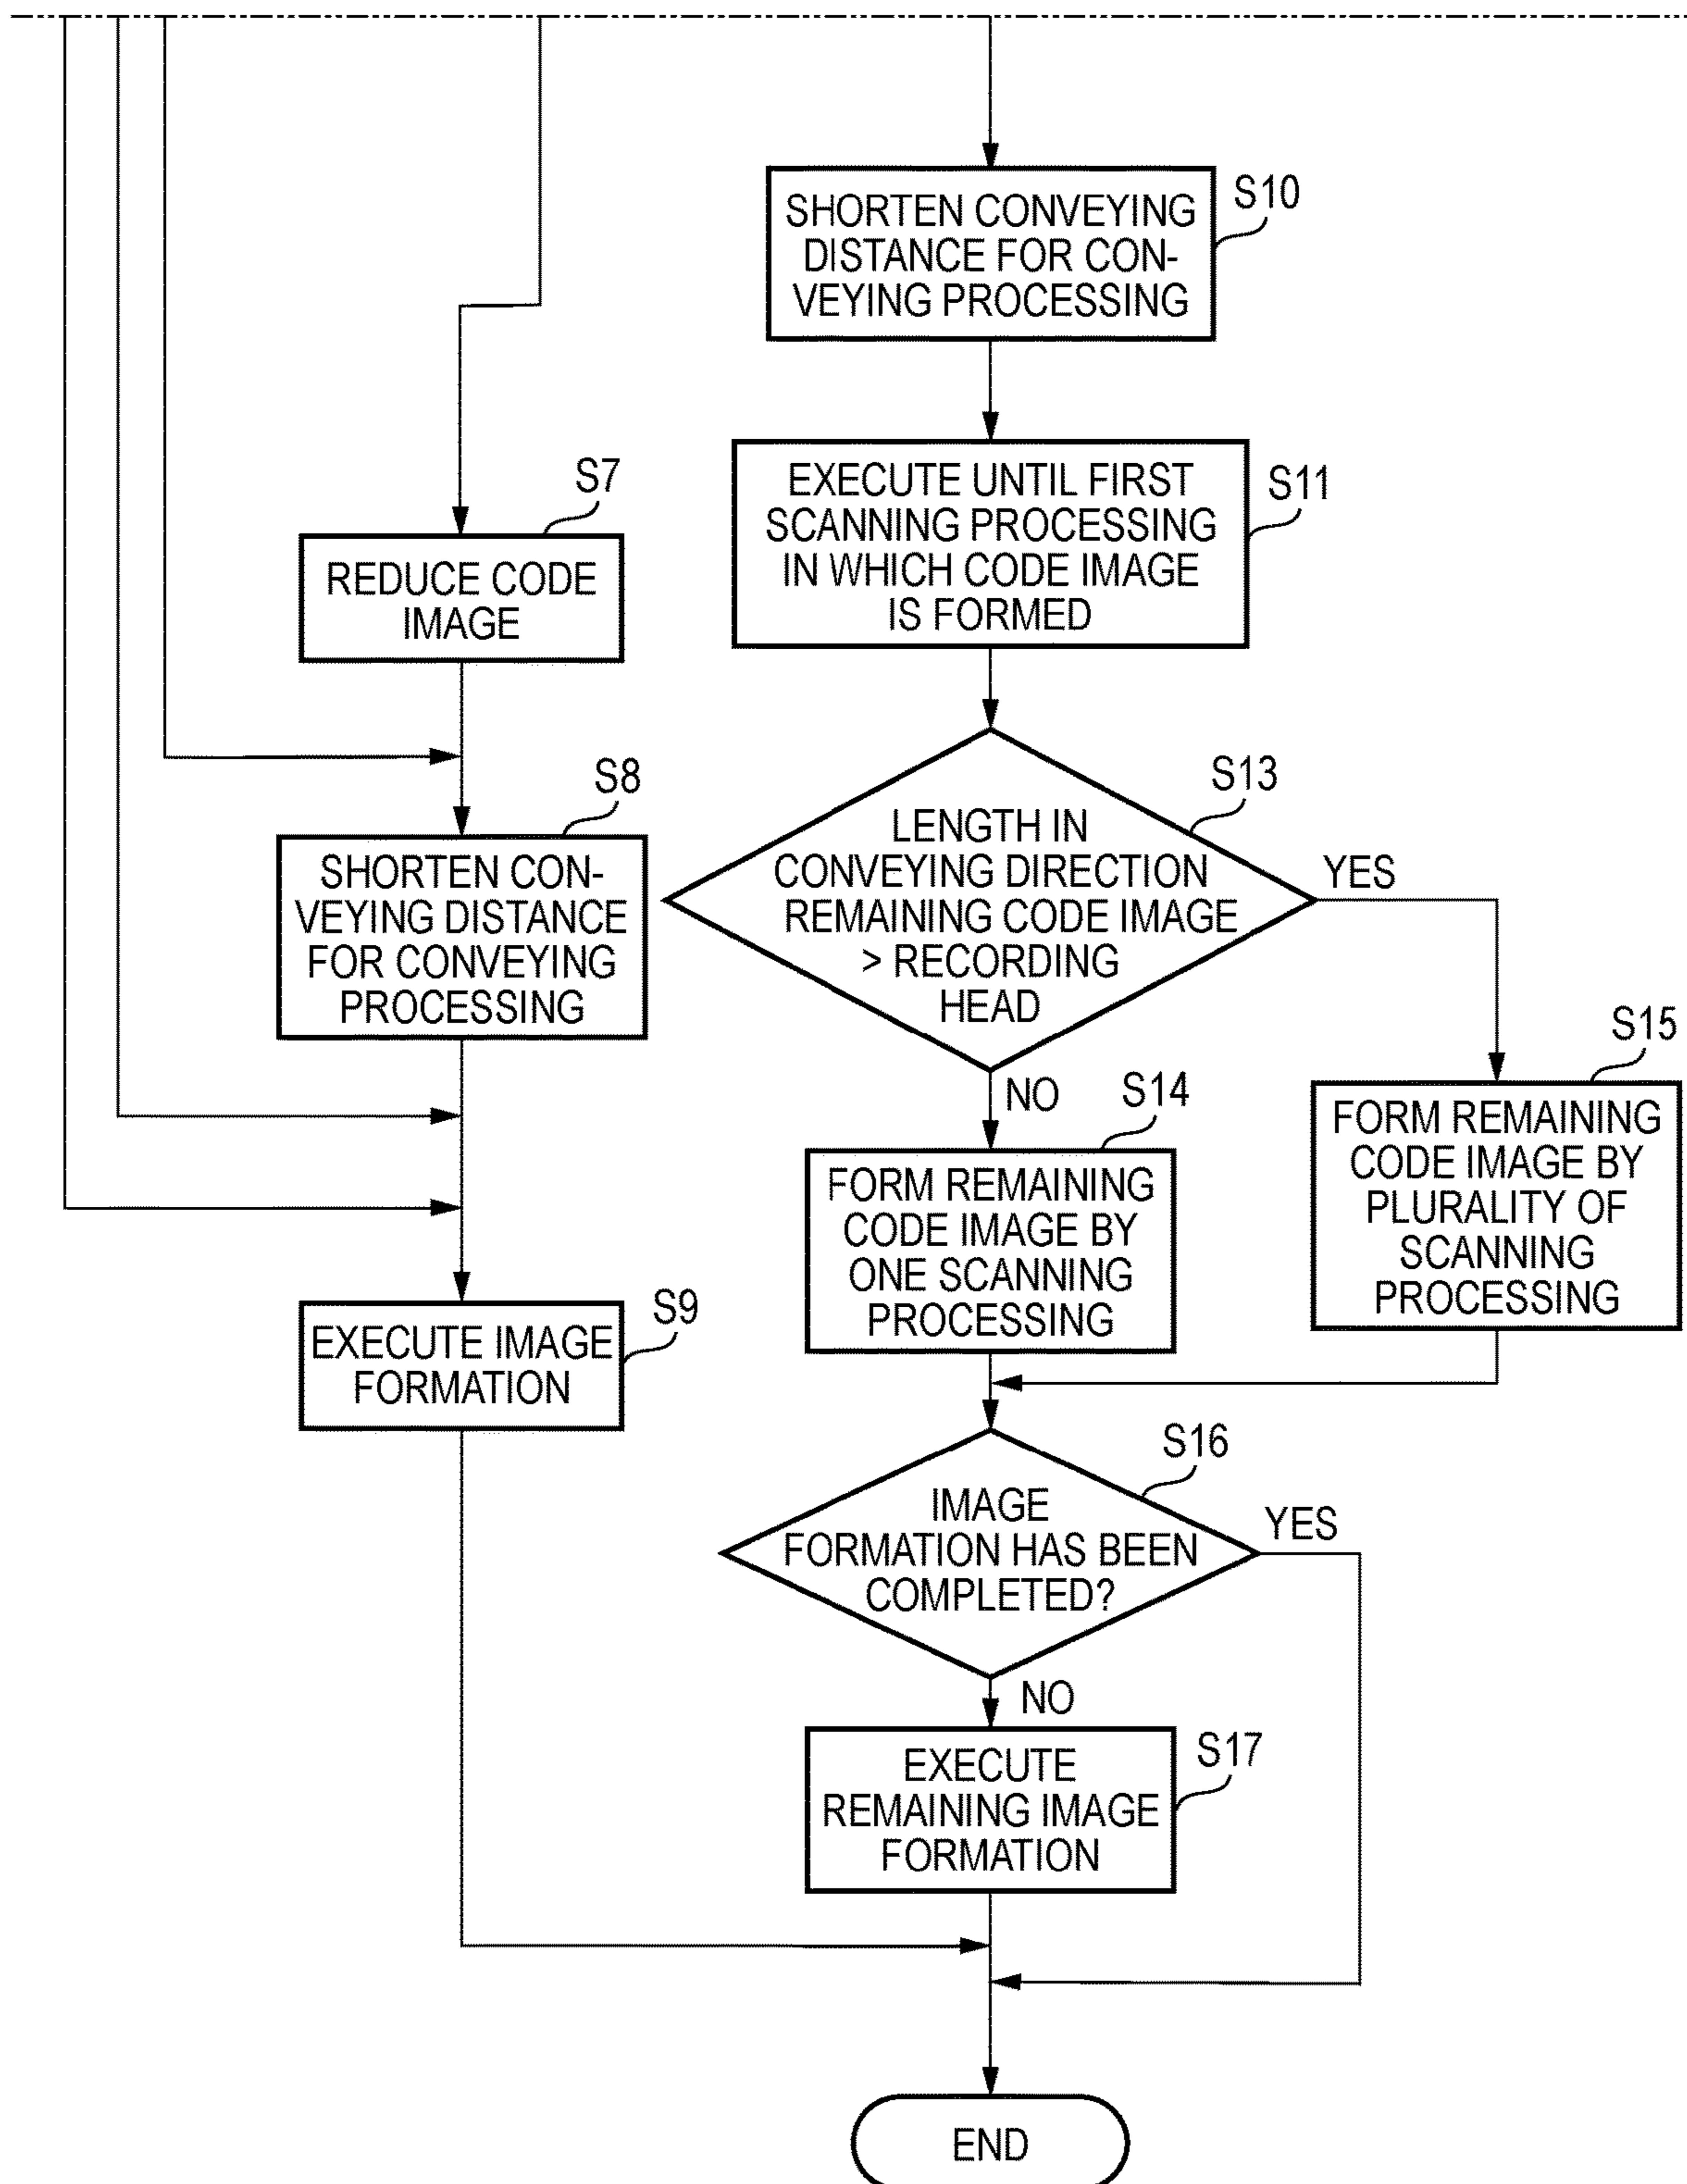 S10
SHORTEN CONVEYING
DISTANCE FOR CON-
VEYING PROCESSING
S11
EXECUTE UNTIL FIRST
SCANNING PROCESSING
IN WHICH CODE IMAGE
IS FORMED
S7
REDUCE CODE
IMAGE
S8
SHORTEN CON-
VEYING DISTANCE
FOR CONVEYING
PROCESSING
S13
LENGTH IN
CONVEYING DIRECTION
REMAINING CODE IMAGE
> RECORDING
HEAD
YES
NO
S15
FORM REMAINING
CODE IMAGE BY
PLURALITY OF
SCANNING
PROCESSING
S14
FORM REMAINING
CODE IMAGE BY
ONE SCANNING
PROCESSING
S9
EXECUTE IMAGE
FORMATION
S16
IMAGE
FORMATION HAS BEEN
COMPLETED?
YES
NO
S17
EXECUTE
REMAINING IMAGE
FORMATION
END